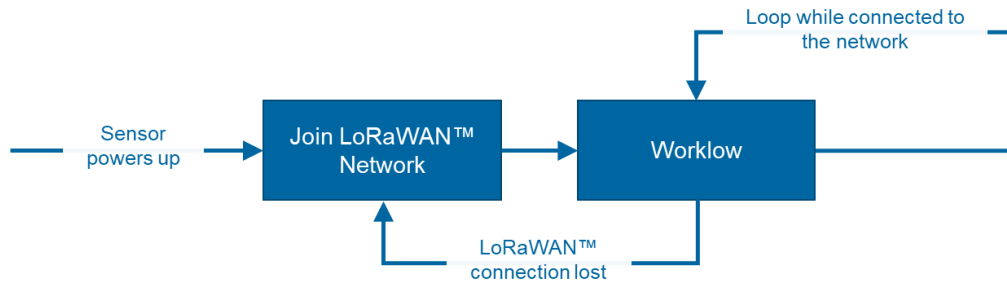 Loop while connected to
the network
Sensor
powers up
Join LoRaWAN™
Network
Worklow
LoRaWAN™
connection lost